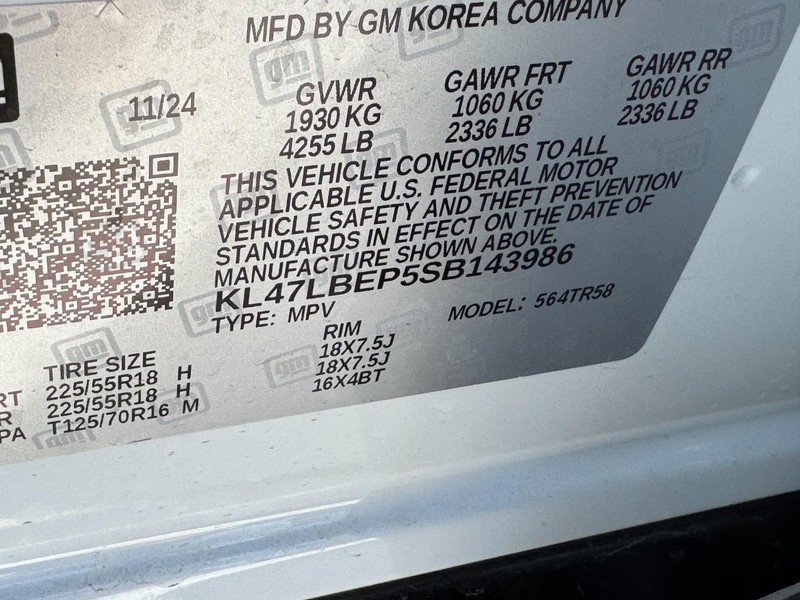 MFD BY GM KOREA COMPANY
11/24 GVWR GAWR FRT GAWR RR
1930 KG 1060 KG 1060 KG
4255 LB 2336 LB 2336 LB
THIS VEHICLE CONFORMS TO ALL
APPLICABLE U.S. FEDERAL MOTOR
VEHICLE SAFETY AND THEFT PREVENTION
STANDARDS IN EFFECT ON THE DATE OF
MANUFACTURE SHOWN ABOVE.
KL47LBEP5SB143986
TYPE: MPV MODEL: 564TR58
TIRE SIZE RIM
RT 225/55R18 H 18X7.5J
R 225/55R18 H 18X7.5J
PA T125/70R16 M 16X4BT
gm